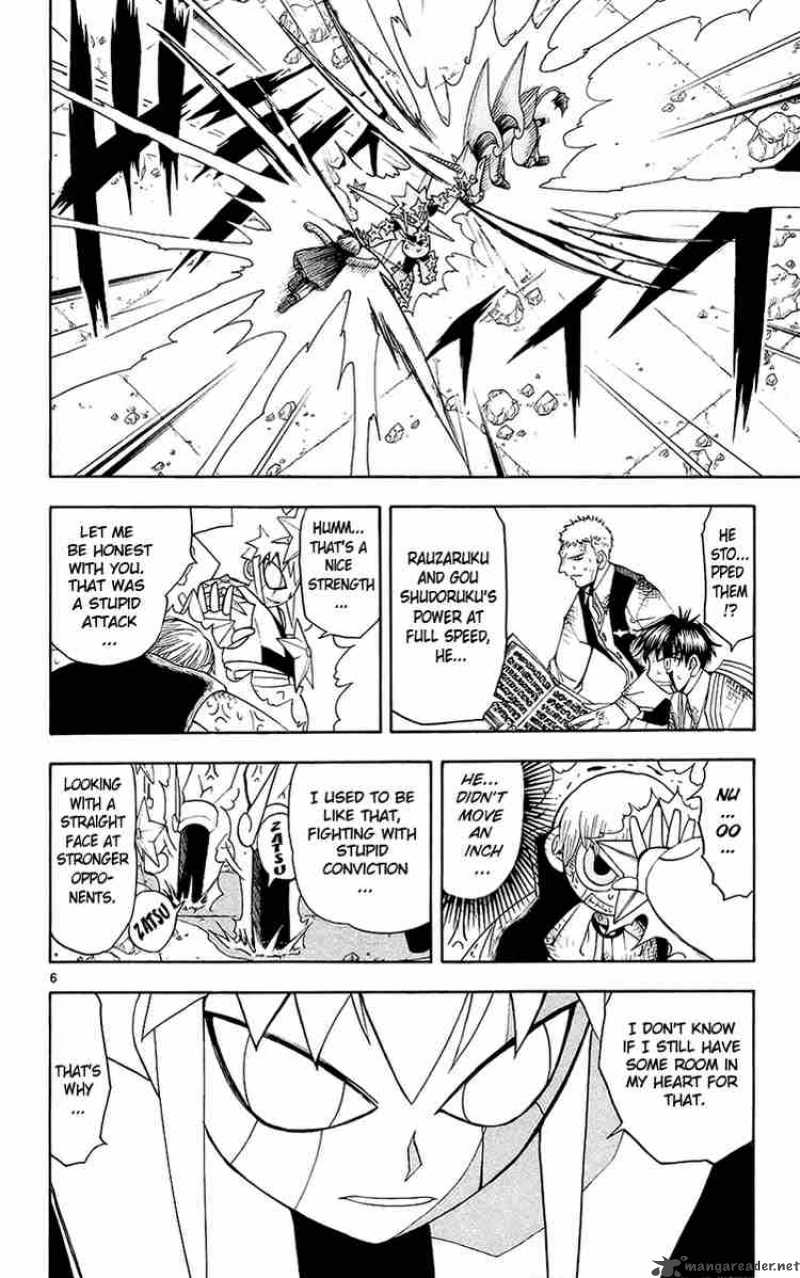 HE
STO...
PPED
THEM
!?
RAUZARUKU
AND GOU
SHUDORUKU'S
POWER AT
FULL SPEED,
HE...
HUMM...
THAT'S A
NICE
STRENGTH
...
LET ME
BE HONEST
WITH YOU.
THAT WAS
A STUPID
ATTACK
...
NU
...
OO
...
HE...
DIDN'T
MOVE
AN
INCH...
I USED TO BE
LIKE THAT,
FIGHTING WITH
STUPID
CONVICTION
...
ZATSU
LOOKING
WITH A
STRAIGHT
FACE AT
STRONGER
OPPO-
NENTS.
ZATSU
6
I DON'T KNOW
IF I STILL HAVE
SOME ROOM IN
MY HEART FOR
THAT.
THAT'S
WHY
...
mangareader.net